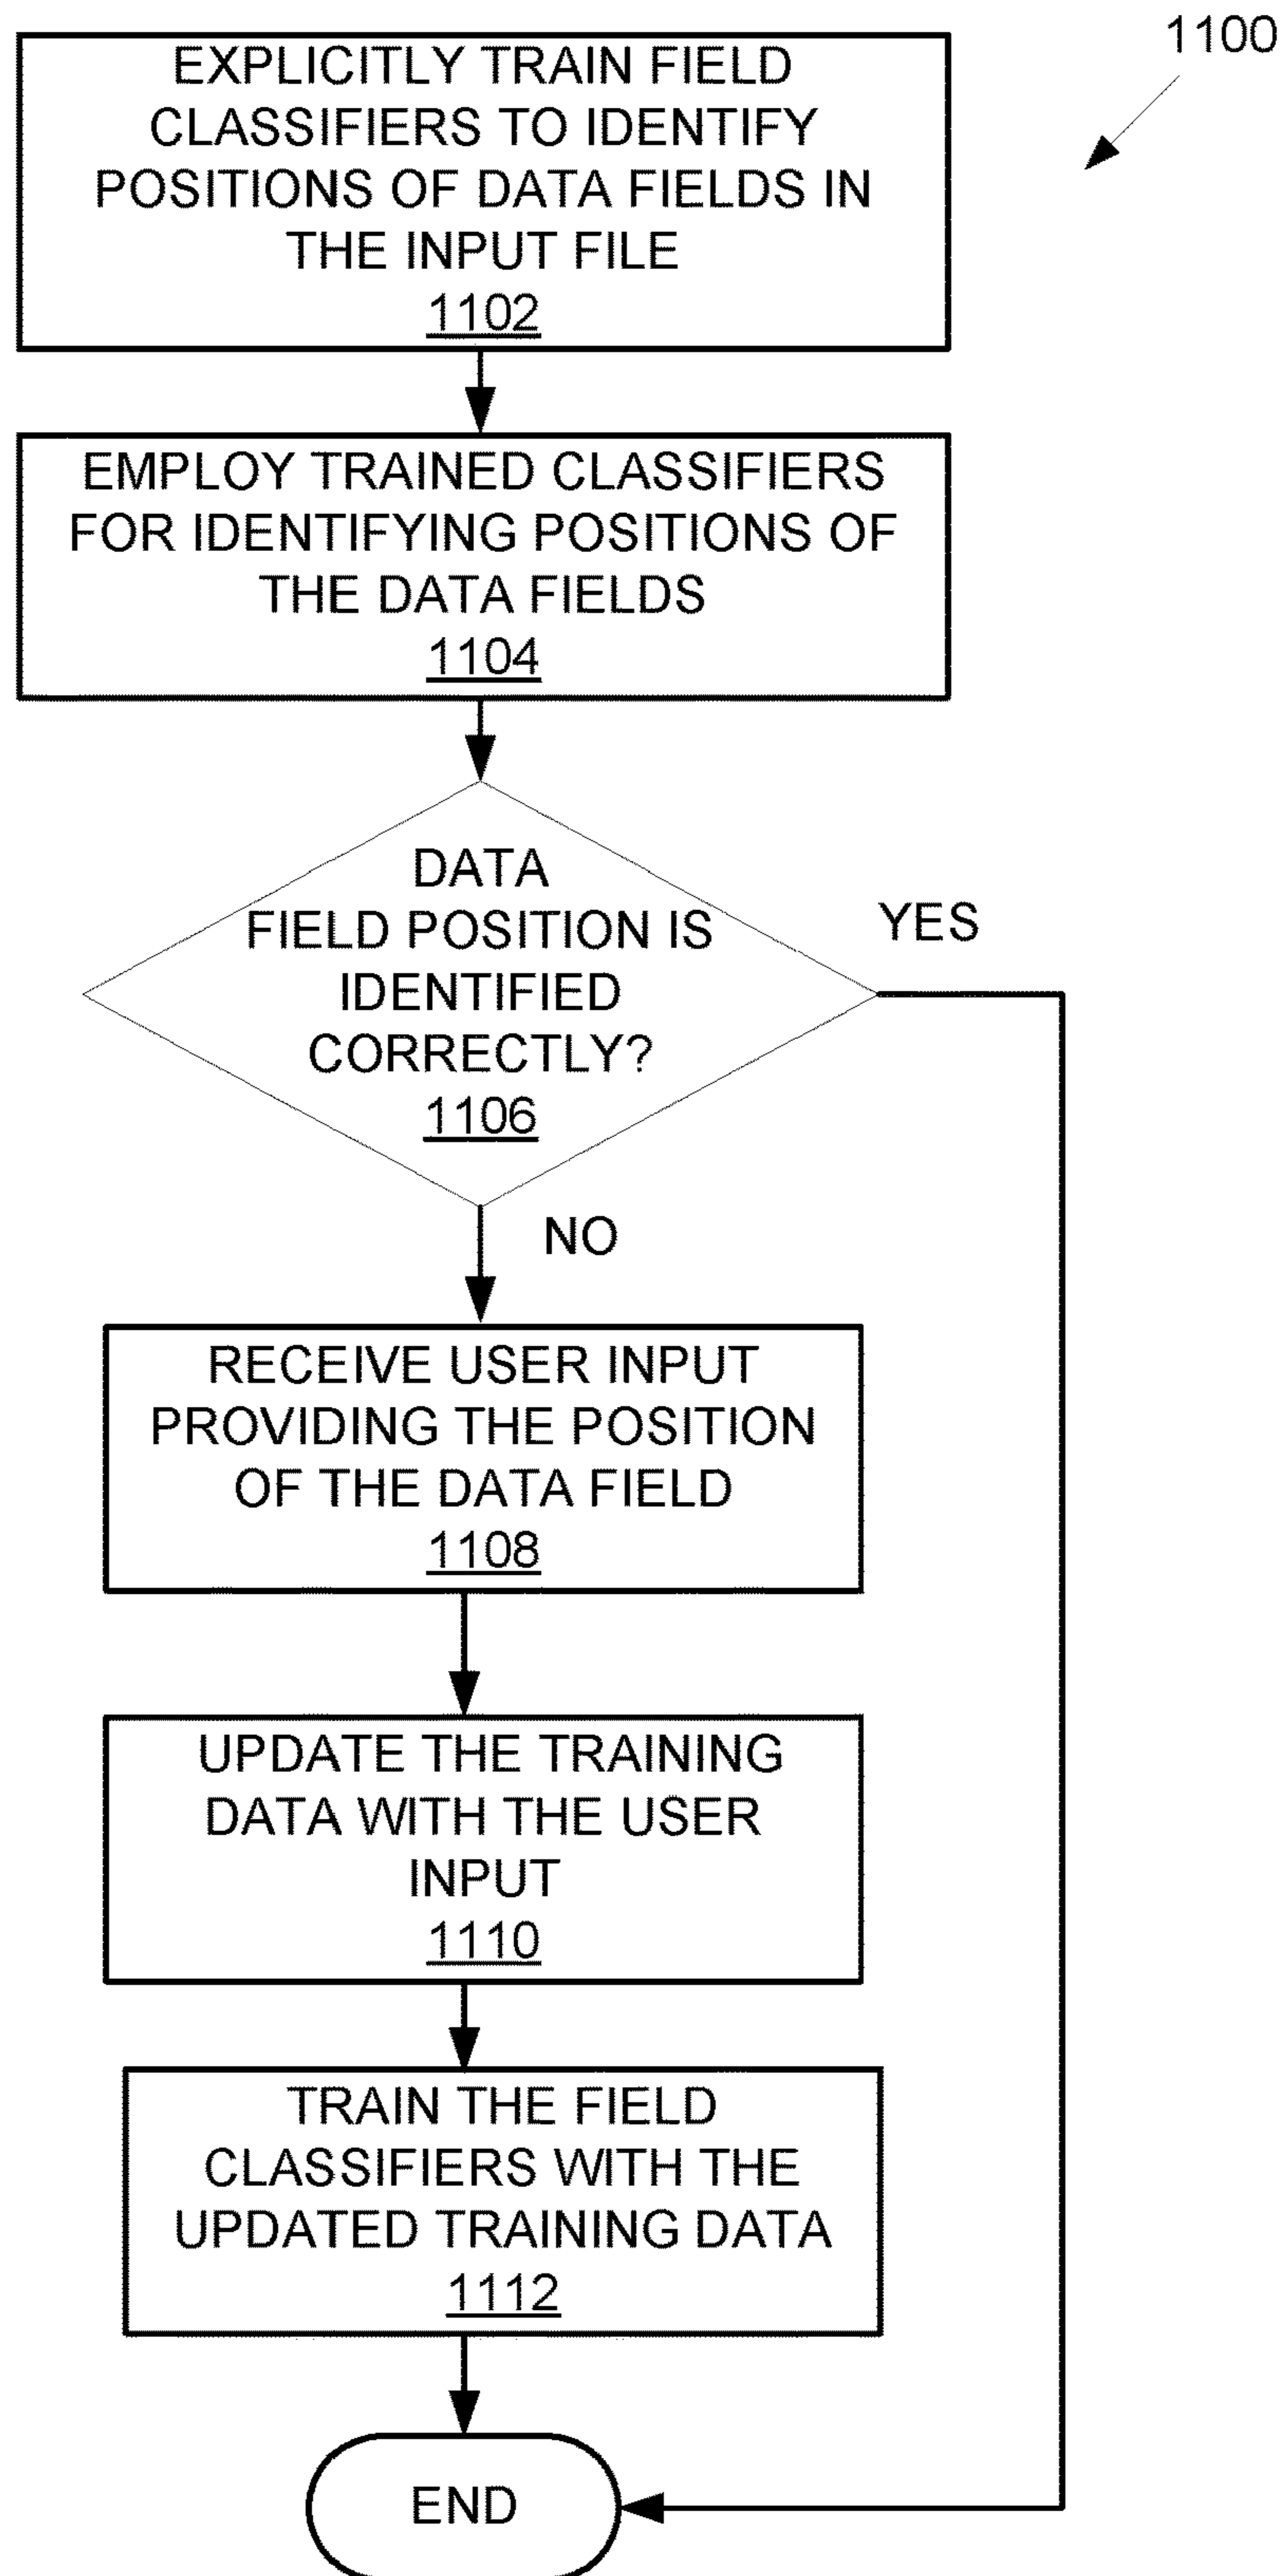 1100
EXPLICITLY TRAIN FIELD
CLASSIFIERS TO IDENTIFY
POSITIONS OF DATA FIELDS IN
THE INPUT FILE
1102
EMPLOY TRAINED CLASSIFIERS
FOR IDENTIFYING POSITIONS OF
THE DATA FIELDS
1104
DATA
FIELD POSITION IS
IDENTIFIED
CORRECTLY?
1106
YES
NO
RECEIVE USER INPUT
PROVIDING THE POSITION
OF THE DATA FIELD
1108
UPDATE THE TRAINING
DATA WITH THE USER
INPUT
1110
TRAIN THE FIELD
CLASSIFIERS WITH THE
UPDATED TRAINING DATA
1112
END